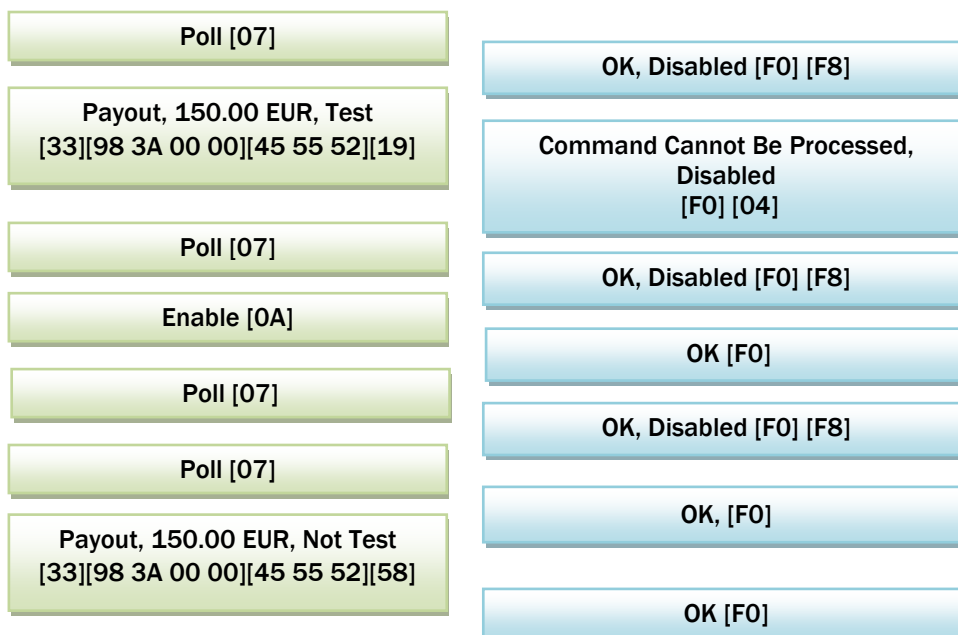 Poll [07]
OK, Disabled [F0] [F8]
Payout, 150.00 EUR, Test
[33][98 3A 00 00][45 55 52][19]
Command Cannot Be Processed,
Disabled
[F0] [04]
Poll [07]
OK, Disabled [F0] [F8]
Enable [0A]
OK [F0]
Poll [07]
OK, Disabled [F0] [F8]
Poll [07]
OK, [F0]
Payout, 150.00 EUR, Not Test
[33][98 3A 00 00][45 55 52][58]
OK [F0]